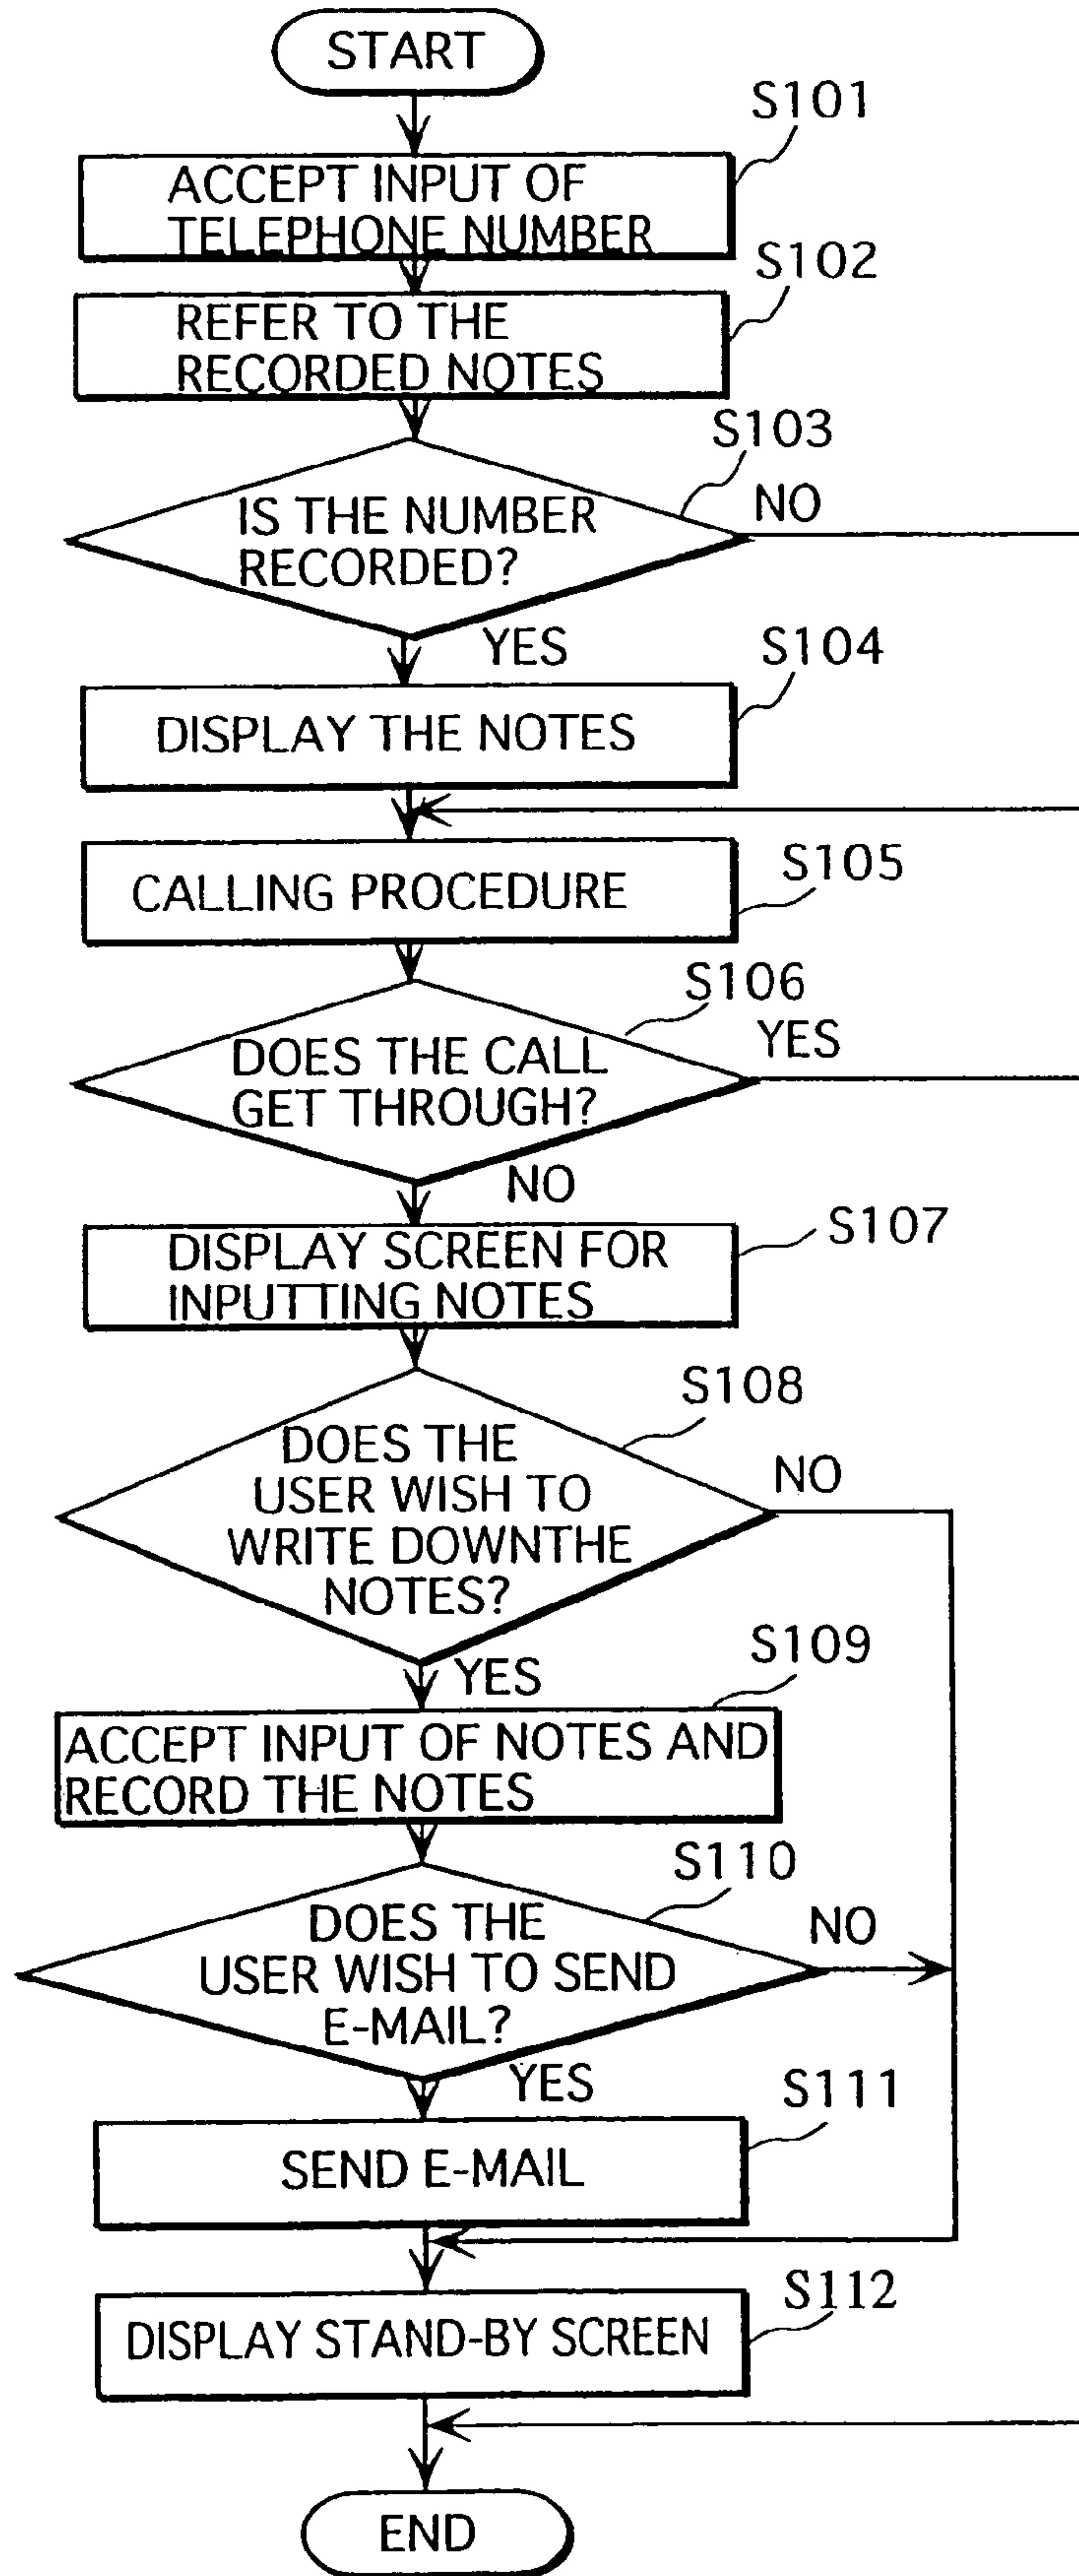 START
S101
ACCEPT INPUT OF
TELEPHONE NUMBER
S102
REFER TO THE
RECORDED NOTES
S103
IS THE NUMBER
RECORDED?
NO
YES
S104
DISPLAY THE NOTES
S105
CALLING PROCEDURE
S106
DOES THE CALL
GET THROUGH?
YES
NO
S107
DISPLAY SCREEN FOR
INPUTTING NOTES
S108
DOES THE
USER WISH TO
WRITE DOWNTHE
NOTES?
NO
YES
S109
ACCEPT INPUT OF NOTES AND
RECORD THE NOTES
S110
DOES THE
USER WISH TO SEND
E-MAIL?
NO
YES
S111
SEND E-MAIL
S112
DISPLAY STAND-BY SCREEN
END